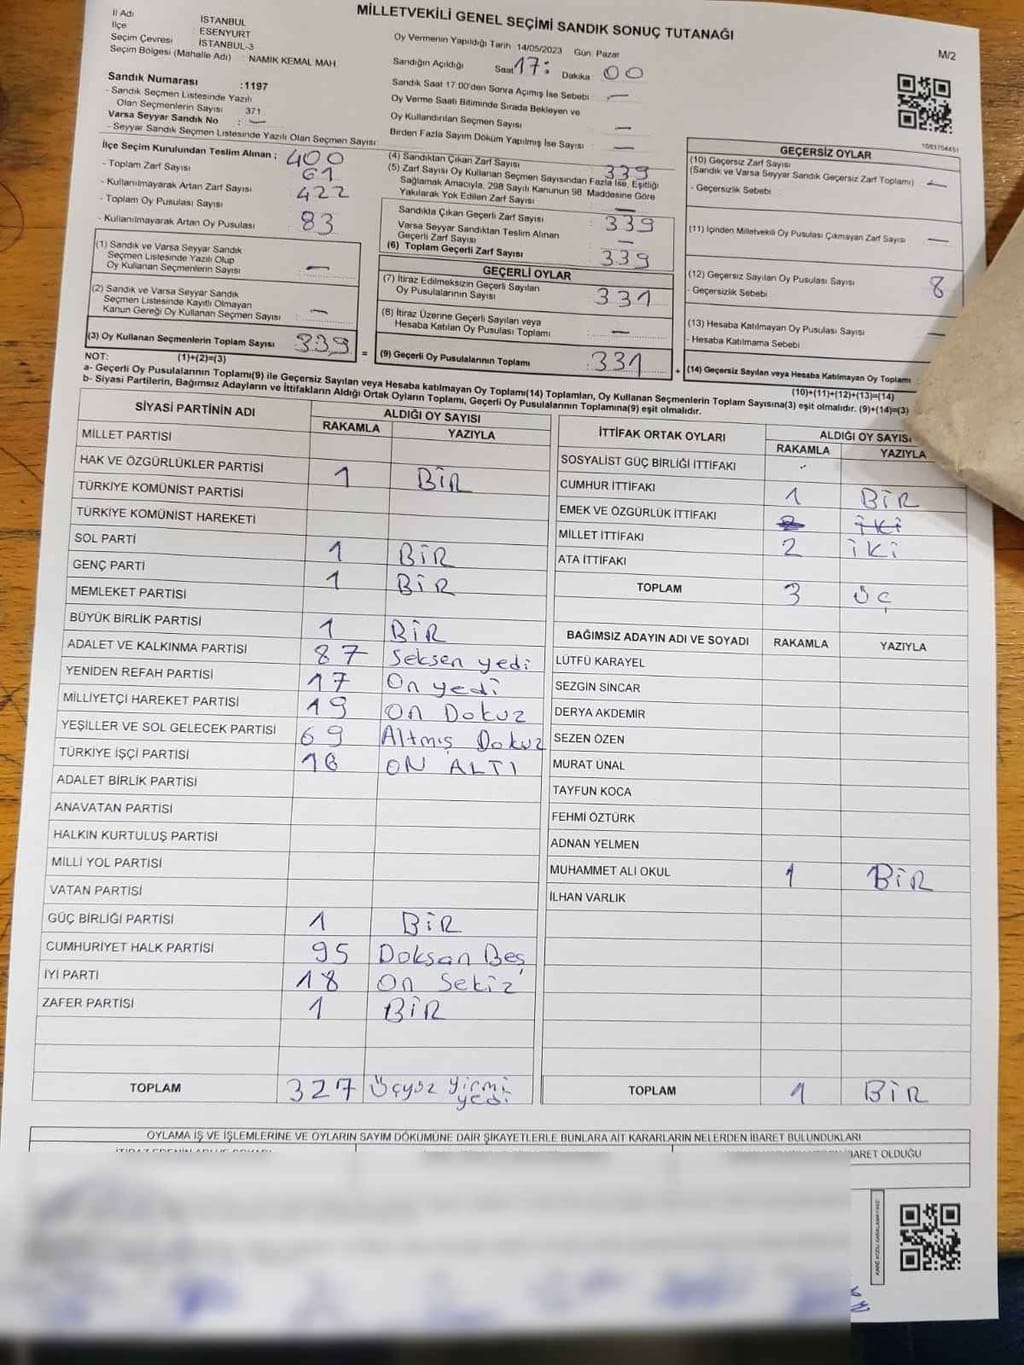 MİLLETVEKİLİ GENEL SEÇİMİ SANDIK SONUÇ TUTANAĞI
M/2
İl Adı İSTANBUL
İlçe ESENYURT
Seçim Çevresi İSTANBUL-3
Seçim Bölgesi (Mahalle Adı) : NAMIK KEMAL MAH
Sandık Numarası :1197
- Sandık Seçmen Listesinde Yazılı
Olan Seçmenlerin Sayısı 371
Varsa Seyyar Sandık No : —
- Seyyar Sandık Seçmen Listesinde Yazılı Olan Seçmen Sayısı
Oy Vermenin Yapıldığı Tarih 14/05/2023 Gün: Pazar
Sandığın Açıldığı Saat 17: Dakika 00
Sandık Saat 17:00'den Sonra Açımış İse Sebebi —
Oy Verme Saati Bitiminde Sırada Bekleyen ve
Oy Kullandırılan Seçmen Sayısı —
Birden Fazla Sayım Döküm Yapılmış İse Sayısı —
İlçe Seçim Kurulundan Teslim Alınan ;
- Toplam Zarf Sayısı 400
- Kullanılmayarak Artan Zarf Sayısı 61
- Toplam Oy Pusulası Sayısı 422
- Kullanılmayarak Artan Oy Pusulası 83
(1) Sandık ve Varsa Seyyar Sandık
Seçmen Listesinde Yazılı Olup
Oy Kullanan Seçmenlerin Sayısı —
(2) Sandık ve Varsa Seyyar Sandık
Seçmen Listesinde Kayıtlı Olmayan
Kanun Gereği Oy Kullanan Seçmen Sayısı —
(3) Oy Kullanan Seçmenlerin Toplam Sayısı 339 =
(1)+(2)=(3)
(4) Sandıktan Çıkan Zarf Sayısı 339
(5) Zarf Sayısı Oy Kullanan Seçmen Sayısından Fazla İse, Eşitliği
Sağlamak Amacıyla, 298 Sayılı Kanunun 98. Maddesine Göre
Yakılarak Yok Edilen Zarf Sayısı —
Sandıkta Çıkan Geçerli Zarf Sayısı 339
Varsa Seyyar Sandıktan Teslim Alınan
Geçerli Zarf Sayısı —
(6) Toplam Geçerli Zarf Sayısı 339
GEÇERLİ OYLAR
(7) İtiraz Edilmeksizin Geçerli Sayılan
Oy Pusulalarının Sayısı 331
(8) İtiraz Üzerine Geçerli Sayılan veya
Hesaba Katılan Oy Pusulası Toplamı —
(9) Geçerli Oy Pusulalarının Toplamı 331 +
GEÇERSİZ OYLAR
(10) Geçersiz Zarf Sayısı
(Sandık ve Varsa Seyyar Sandık Geçersiz Zarf Toplamı) —
- Geçersizlik Sebebi
(11) İçinden Milletvekili Oy Pusulası Çıkmayan Zarf Sayısı —
(12) Geçersiz Sayılan Oy Pusulası Sayısı 8
- Geçersizlik Sebebi
(13) Hesaba Katılmayan Oy Pusulası Sayısı
- Hesaba Katılmama Sebebi
(14) Geçersiz Sayılan veya Hesaba Katılmayan Oy Toplamı
(10)+(11)+(12)+(13)=(14)
NOT:
a- Geçerli Oy Pusulalarının Toplamı(9) ile Geçersiz Sayılan veya Hesaba katılmayan Oy Toplamı(14) Toplamları, Oy Kullanan Seçmenlerin Toplam Sayısına(3) eşit olmalıdır. (9)+(14)=(3)
b- Siyasi Partilerin, Bağımsız Adayların ve İttifakların Aldığı Ortak Oyların Toplamı, Geçerli Oy Pusulalarının Toplamına(9) eşit olmalıdır.
SİYASİ PARTİNİN ADI ALDIĞI OY SAYISI
RAKAMLA YAZIYLA
MİLLET PARTİSİ
HAK VE ÖZGÜRLÜKLER PARTİSİ 1 BİR
TÜRKİYE KOMÜNİST PARTİSİ
TÜRKİYE KOMÜNİST HAREKETİ
SOL PARTİ 1 BİR
GENÇ PARTİ 1 BİR
MEMLEKET PARTİSİ
BÜYÜK BİRLİK PARTİSİ 1 BİR
ADALET VE KALKINMA PARTİSİ 87 Seksen yedi
YENİDEN REFAH PARTİSİ 17 On yedi
MİLLİYETÇİ HAREKET PARTİSİ 19 On Dokuz
YEŞİLLER VE SOL GELECEK PARTİSİ 69 Altmış Dokuz
TÜRKİYE İŞÇİ PARTİSİ 16 ON ALTI
ADALET BİRLİK PARTİSİ
ANAVATAN PARTİSİ
HALKIN KURTULUŞ PARTİSİ
MİLLİ YOL PARTİSİ
VATAN PARTİSİ
GÜÇ BİRLİĞİ PARTİSİ 1 BİR
CUMHURİYET HALK PARTİSİ 95 Doksan Beş
İYİ PARTİ 18 On Sekiz
ZAFER PARTİSİ 1 BİR
TOPLAM 327 Üçyüz yirmi yedi
İTTİFAK ORTAK OYLARI ALDIĞI OY SAYISI
RAKAMLA YAZIYLA
SOSYALİST GÜÇ BİRLİĞİ İTTİFAKI
CUMHUR İTTİFAKI 1 BİR
EMEK VE ÖZGÜRLÜK İTTİFAKI 2 İKİ
MİLLET İTTİFAKI 2 İKİ
ATA İTTİFAKI
TOPLAM 3 ÜÇ
BAĞIMSIZ ADAYIN ADI VE SOYADI RAKAMLA YAZIYLA
LÜTFÜ KARAYEL
SEZGİN SİNCAR
DERYA AKDEMİR
SEZEN ÖZEN
MURAT ÜNAL
TAYFUN KOCA
FEHMİ ÖZTÜRK
ADNAN YELMEN
MUHAMMET ALİ OKUL 1 BİR
İLHAN VARLIK
TOPLAM 1 BİR
OYLAMA İŞ VE İŞLEMLERİNE VE OYLARIN SAYIM DÖKÜMÜNE DAİR ŞİKAYETLERLE BUNLARA AİT KARARLARIN NELERDEN İBARET BULUNDUKLARI